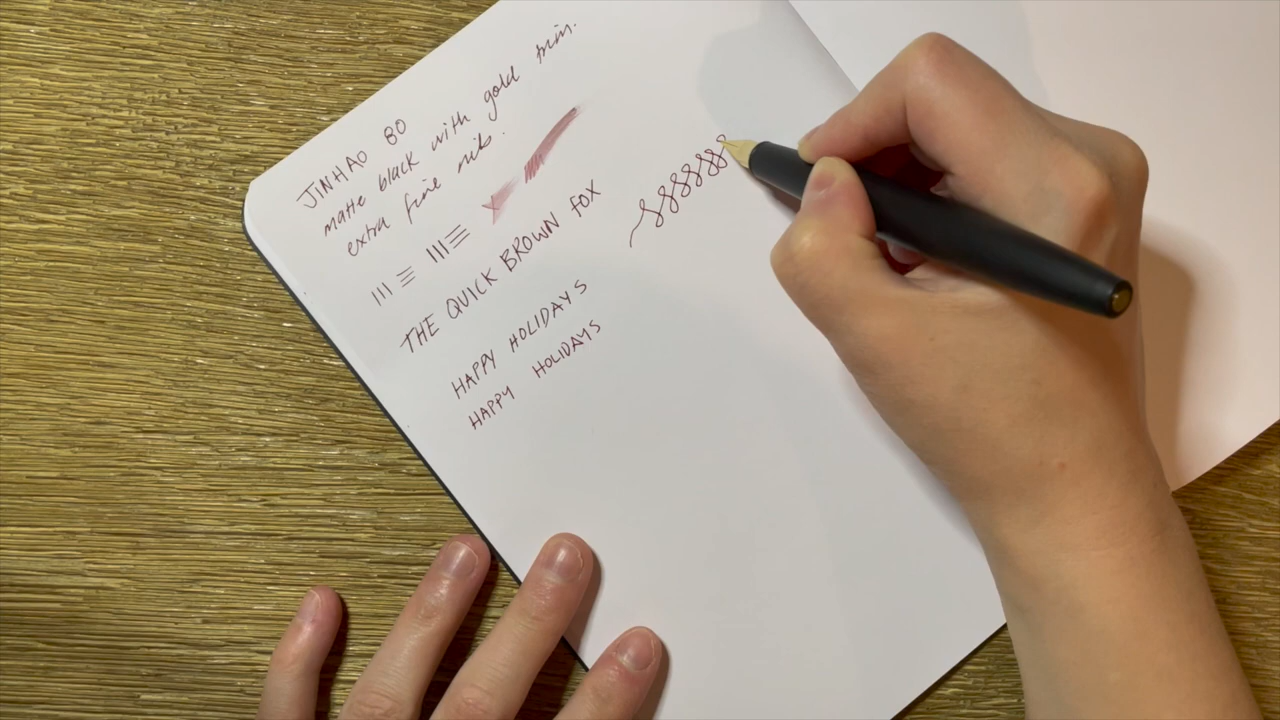 JINHAO 80
matte black with gold trim.
extra fine nib.
THE QUICK BROWN FOX
HAPPY HOLIDAYS
HAPPY HOLIDAYS